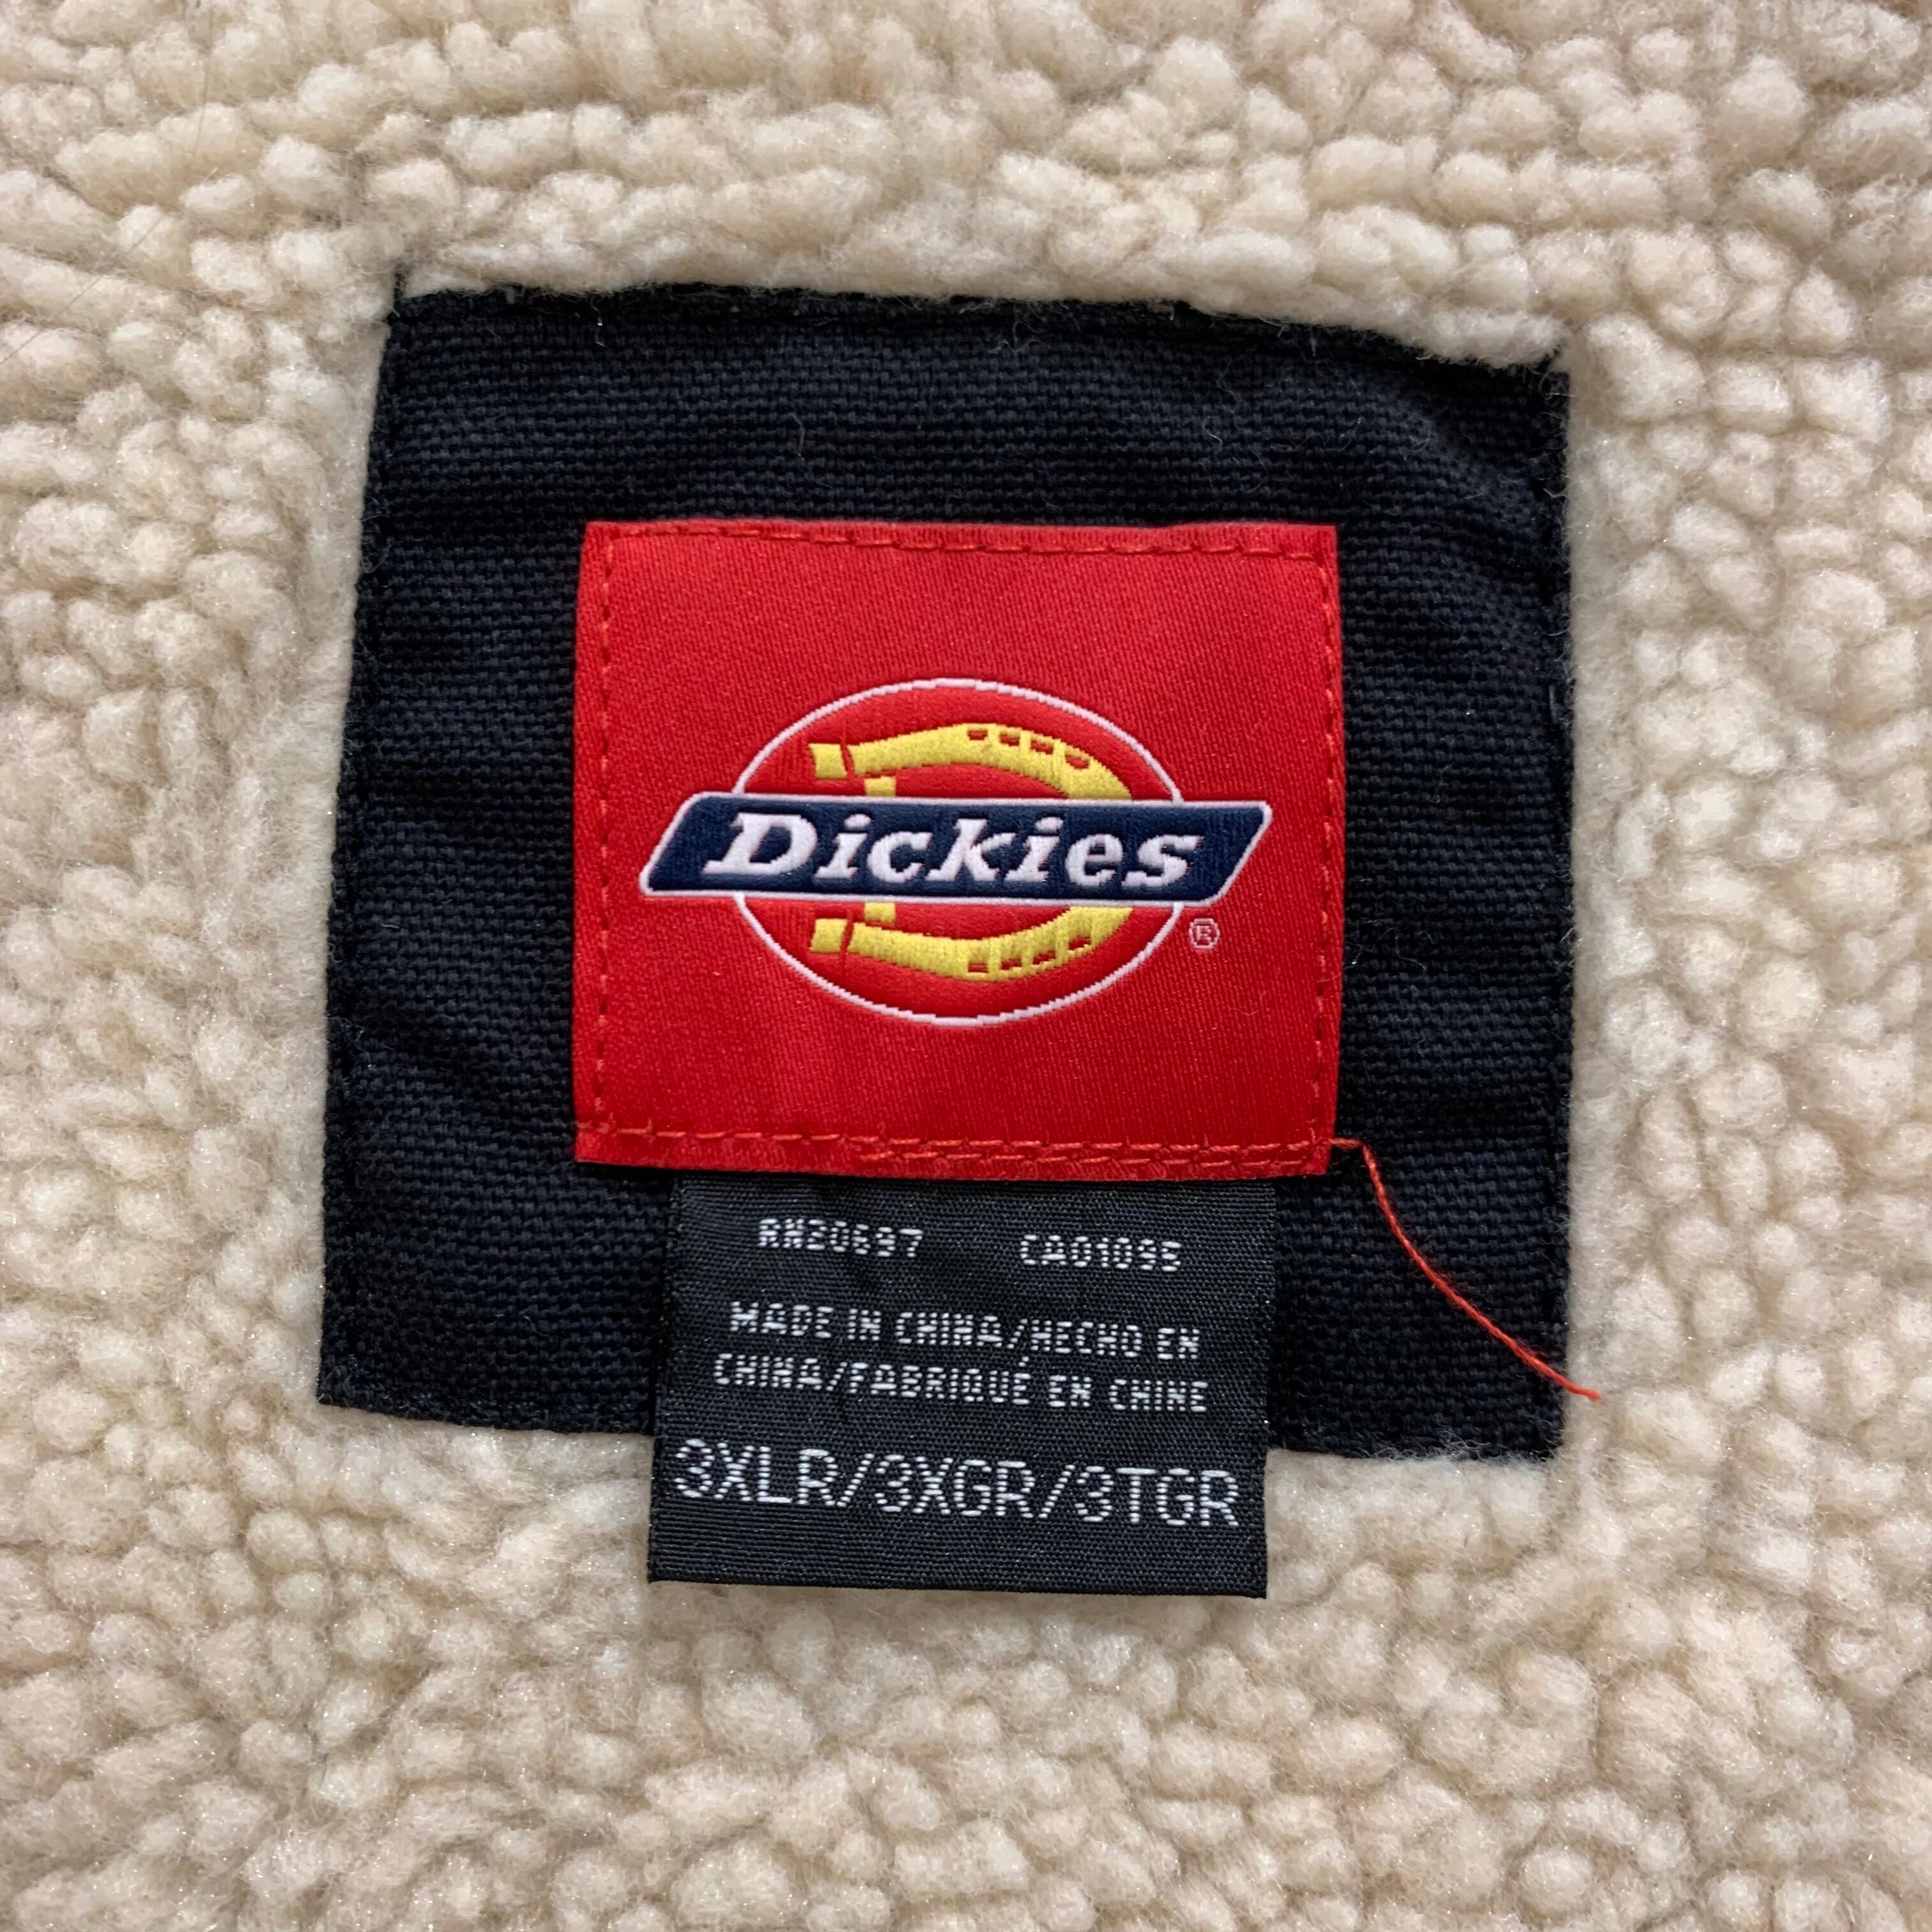 Dickies
®
RN20697 CA01095
MADE IN CHINA/HECHO EN
CHINA/FABRIQUÉ EN CHINE
3XLR/3XGR/3TGR